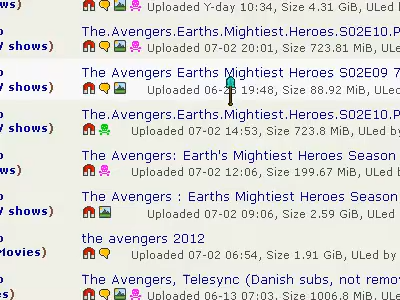 ws) Uploaded Y-day 10:34, Size 4.31 GiB, ULed
The.Avengers.Earths.Mightiest.Heroes.S02E10.P
shows) Uploaded 07-02 20:01, Size 723.81 MiB, ULe
The Avengers Earths Mightiest Heroes S02E09 7
shows) Uploaded 06-2 19:48, Size 88.92 MiB, ULed
The.Avengers.Earths.Mightiest.Heroes.S02E10.P
shows) Uploaded 07-02 14:53, Size 723.8 MiB, ULed by
The Avengers: Earth's Mightiest Heroes Season
ws) Uploaded 07-02 12:06, Size 199.67 MiB, ULed by
The Avengers : Earths Mightiest Heroes Season
shows) Uploaded 07-02 09:06, Size 2.59 GiB, ULed
the avengers 2012
Movies) Uploaded 07-02 06:54, Size 1.91 GiB, ULed by
The Avengers, Telesync (Danish subs, not remov
s) Uploaded 06-13 07:03, Size 1006.8 MiB, ULed